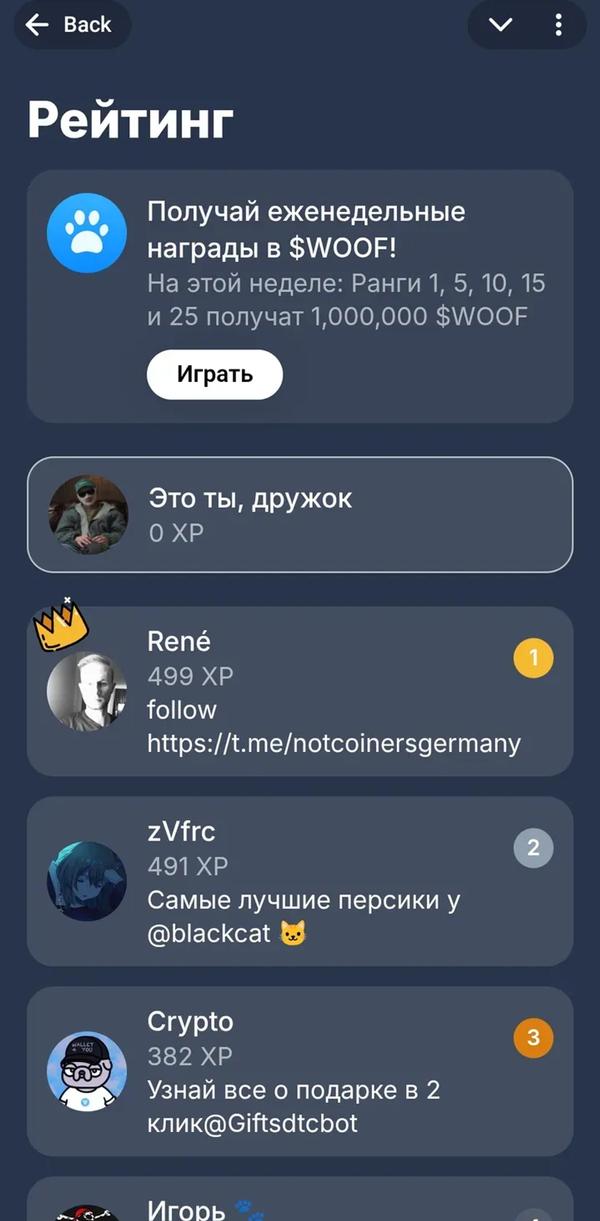 Back
Рейтинг
Получай еженедельные
награды в $WOOF!
На этой неделе: Ранги 1, 5, 10, 15
и 25 получат 1,000,000 $WOOF
Играть
Это ты, дружок
0 XP
René
1
499 XP
follow
https://t.me/notcoinersgermany
zVfrc
2
491 XP
Самые лучшие персики у
@blackcat 🐱
Crypto
3
382 XP
Узнай все о подарке в 2
клик@Giftsdtcbot
Игорь 🐾